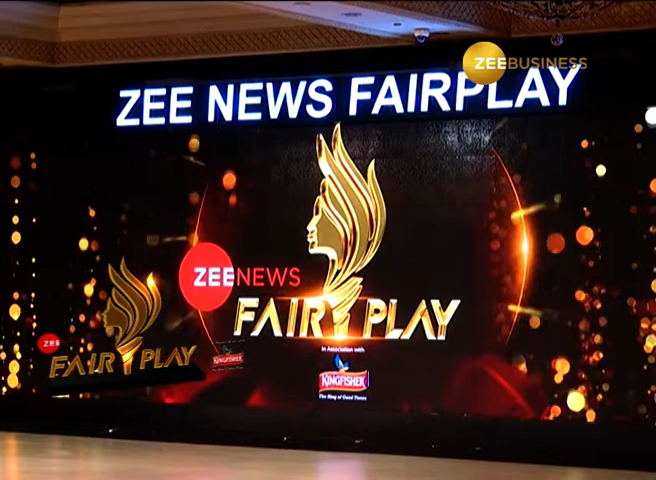 ZEEBUSINESS
ZEE NEWS FAIRPLAY
ZEENEWS
FAIR PLAY
In Association with
KINGFISHER
The King of Good Times
ZEE
FAIR PLAY
KINGFISHER